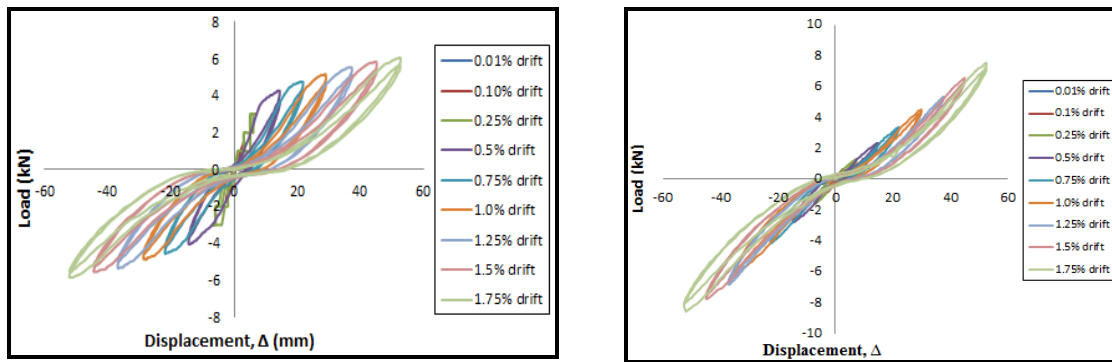 8
6
4
2
0
-2
-4
-6
-8
-60
-40
-20
0
20
40
60
Load (kN)
Displacement, Δ (mm)
0.01% drift
0.10% drift
0.25% drift
0.5% drift
0.75% drift
1.0% drift
1.25% drift
1.5% drift
1.75% drift
10
8
6
4
2
0
-2
-4
-6
-8
-10
-60
-40
-20
0
20
40
60
Load (kN)
Displacement, Δ
0.01% drift
0.1% drift
0.25% drift
0.5% drift
0.75% drift
1.0% drift
1.25% drift
1.5% drift
1.75% drift